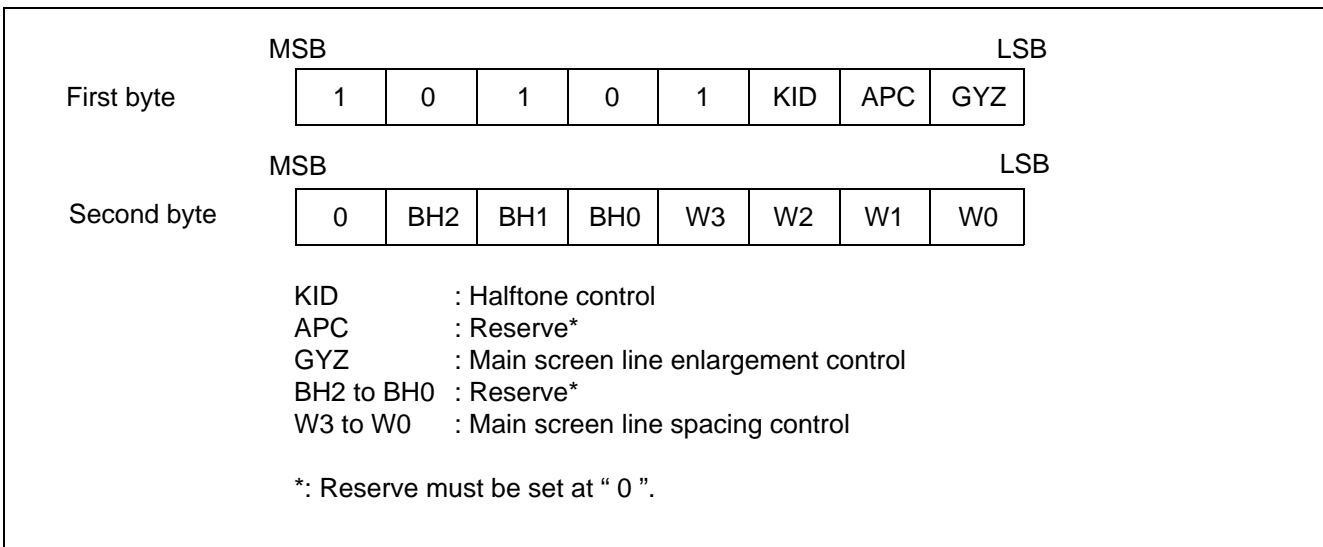 MSB LSB
First byte 1 0 1 0 1 KID APC GYZ
MSB LSB
Second byte 0 BH2 BH1 BH0 W3 W2 W1 W0
KID : Halftone control
APC : Reserve*
GYZ : Main screen line enlargement control
BH2 to BH0 : Reserve*
W3 to W0 : Main screen line spacing control
*: Reserve must be set at “ 0 ”.